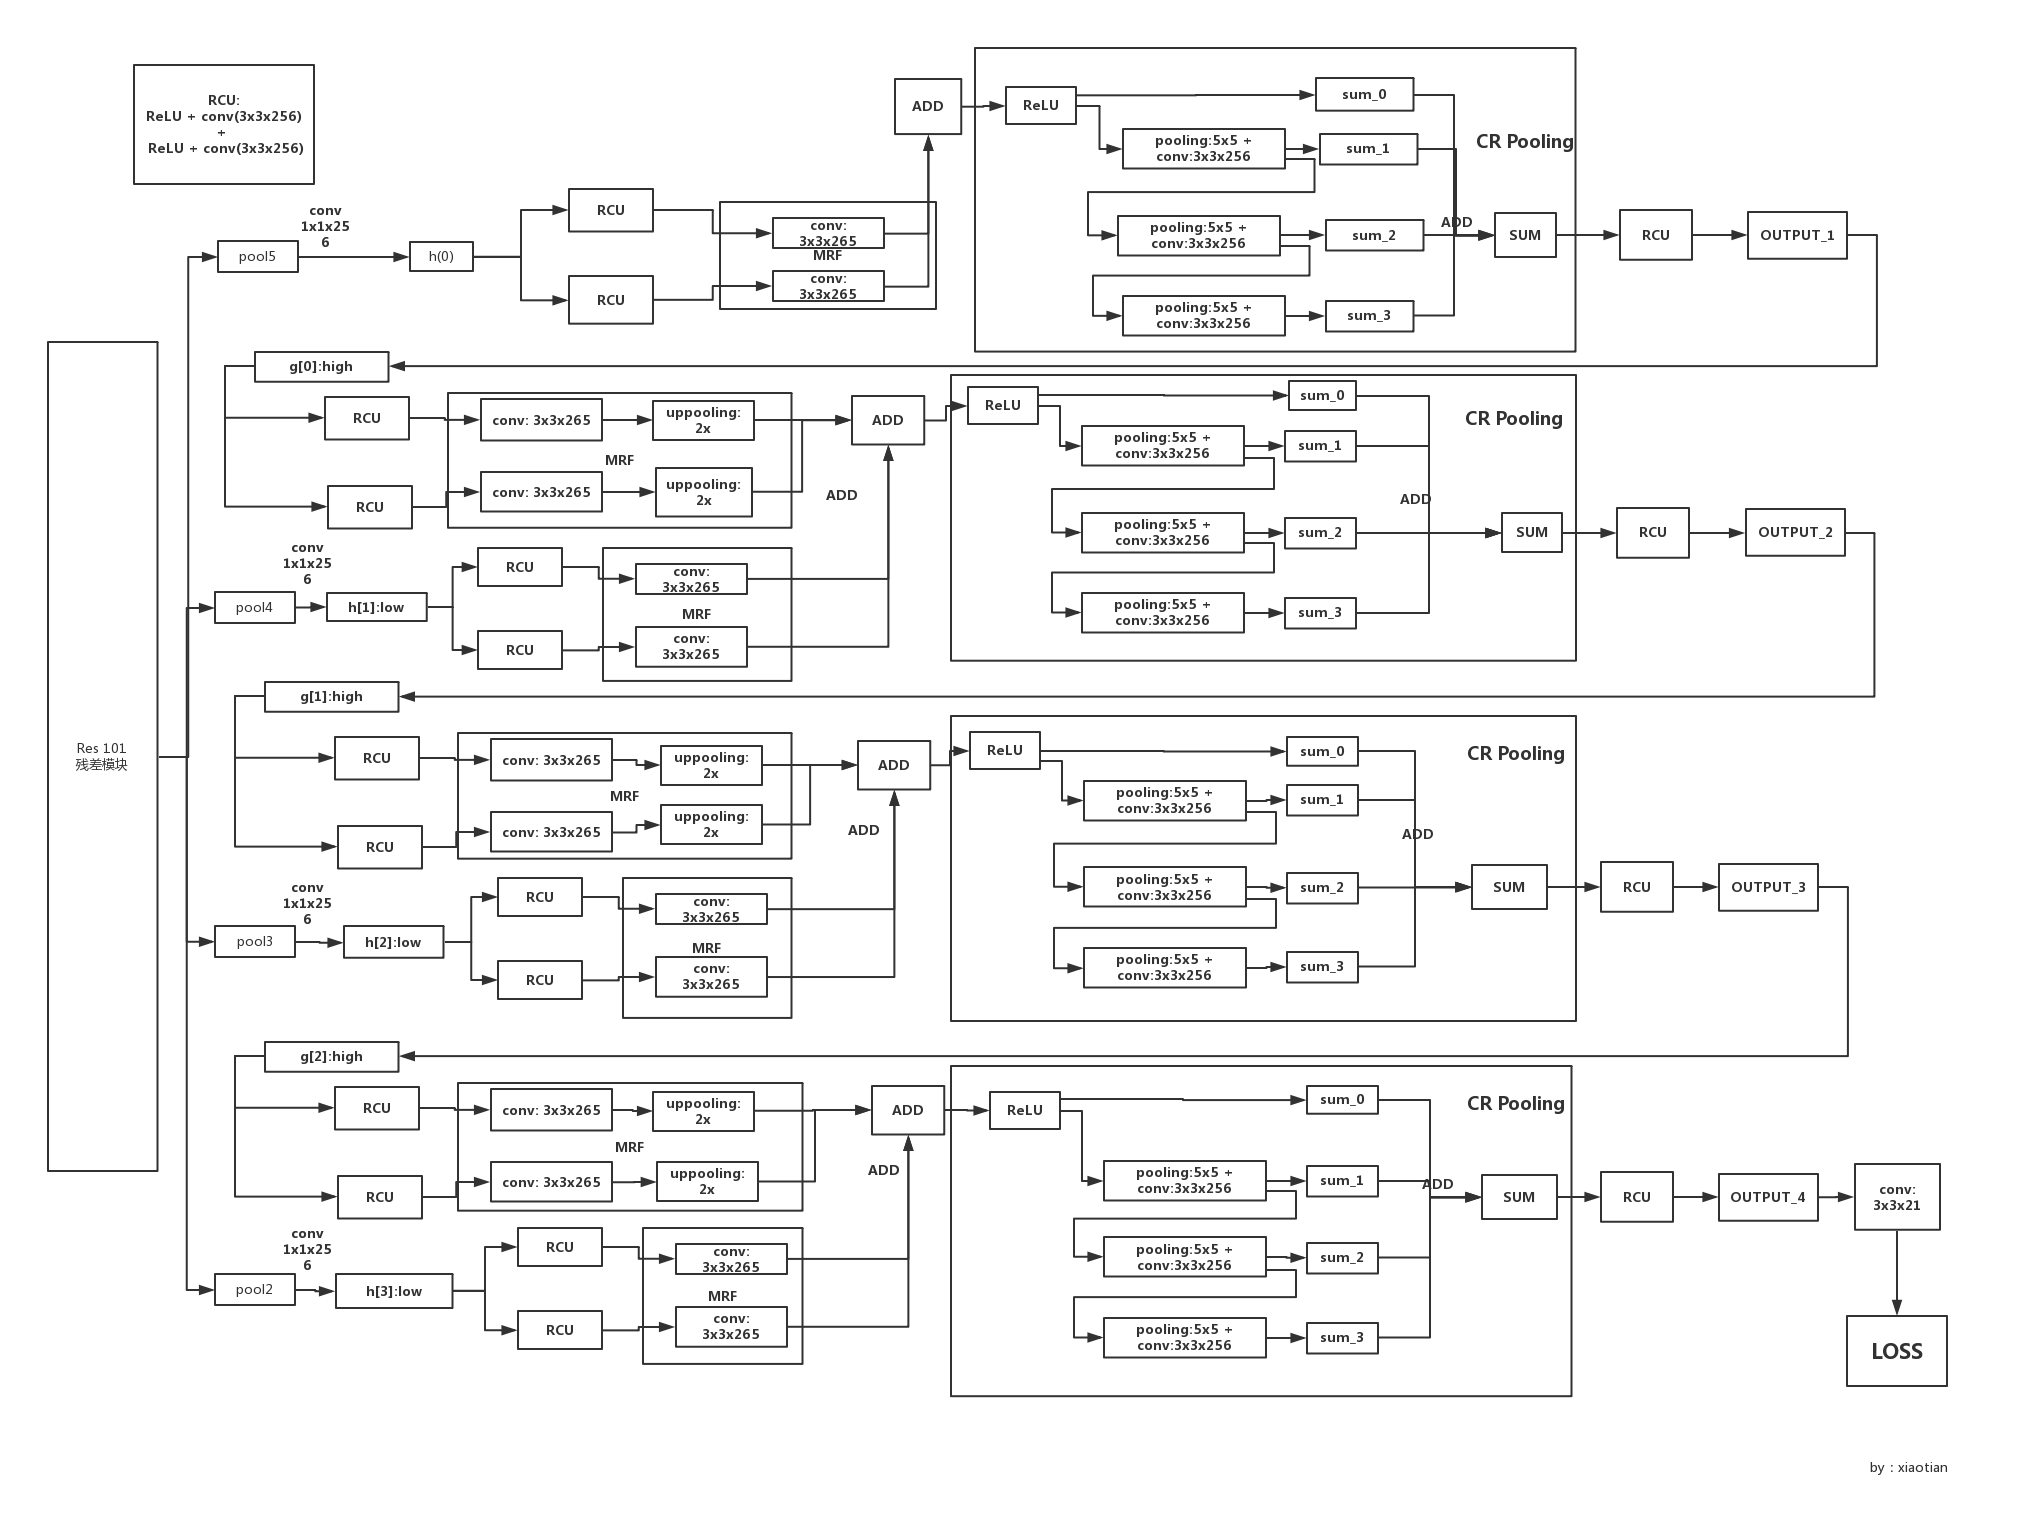 RCU:
ReLU + conv(3x3x256)
+
ReLU + conv(3x3x256)
conv
1x1x25
6
pool5
h(0)
RCU
RCU
conv:
3x3x265
MRF
conv:
3x3x265
ADD
ReLU
sum_0
pooling:5x5 +
conv:3x3x256
sum_1
CR Pooling
pooling:5x5 +
conv:3x3x256
sum_2
ADD
SUM
RCU
OUTPUT_1
pooling:5x5 +
conv:3x3x256
sum_3
Res 101
残差模块
g[0]:high
RCU
conv: 3x3x265
uppooling:
2x
MRF
RCU
conv: 3x3x265
uppooling:
2x
ADD
ADD
conv
1x1x25
6
pool4
h[1]:low
RCU
RCU
conv:
3x3x265
MRF
conv:
3x3x265
ReLU
sum_0
CR Pooling
pooling:5x5 +
conv:3x3x256
sum_1
ADD
pooling:5x5 +
conv:3x3x256
sum_2
SUM
RCU
OUTPUT_2
pooling:5x5 +
conv:3x3x256
sum_3
g[1]:high
RCU
conv: 3x3x265
uppooling:
2x
MRF
RCU
conv: 3x3x265
uppooling:
2x
ADD
ADD
conv
1x1x25
6
pool3
h[2]:low
RCU
RCU
conv:
3x3x265
MRF
conv:
3x3x265
ReLU
sum_0
CR Pooling
pooling:5x5 +
conv:3x3x256
sum_1
ADD
pooling:5x5 +
conv:3x3x256
sum_2
SUM
RCU
OUTPUT_3
pooling:5x5 +
conv:3x3x256
sum_3
g[2]:high
RCU
conv: 3x3x265
uppooling:
2x
MRF
RCU
conv: 3x3x265
uppooling:
2x
ADD
ADD
conv
1x1x25
6
pool2
h[3]:low
RCU
RCU
conv:
3x3x265
MRF
conv:
3x3x265
ReLU
sum_0
CR Pooling
pooling:5x5 +
conv:3x3x256
sum_1
ADD
SUM
RCU
OUTPUT_4
conv:
3x3x21
pooling:5x5 +
conv:3x3x256
sum_2
pooling:5x5 +
conv:3x3x256
sum_3
LOSS
by : xiaotian